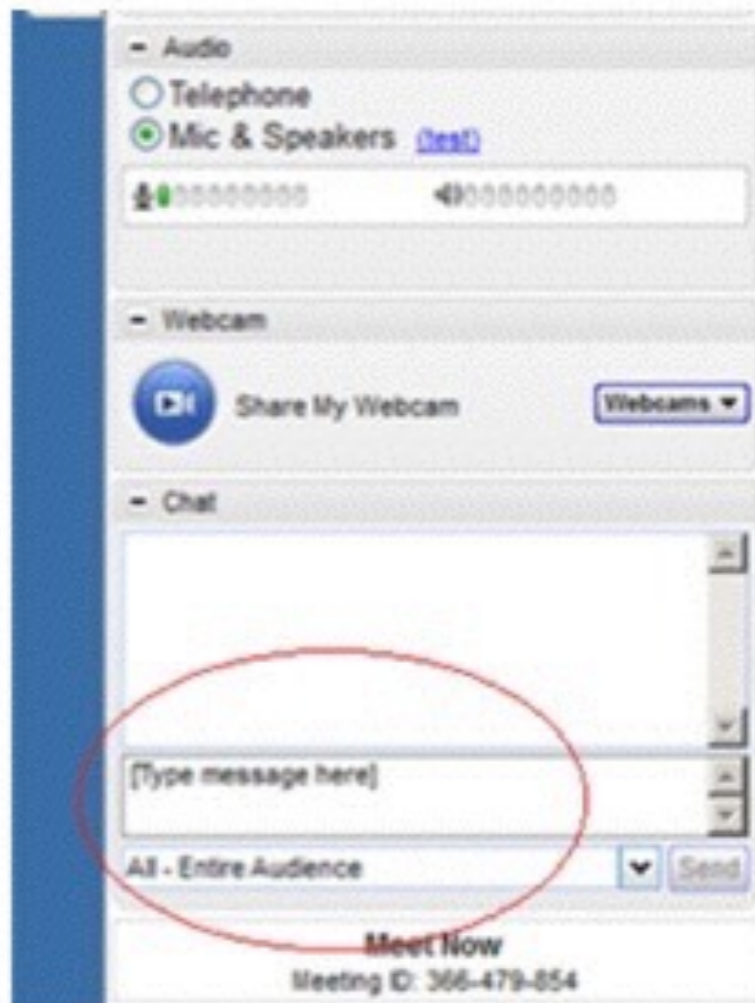 - Audio
Telephone
Mic & Speakers (test)
- Webcam
Share My Webcam
Webcams
- Chat
[Type message here]
All - Entire Audience
Send
Meet Now
Meeting ID: 366-479-854